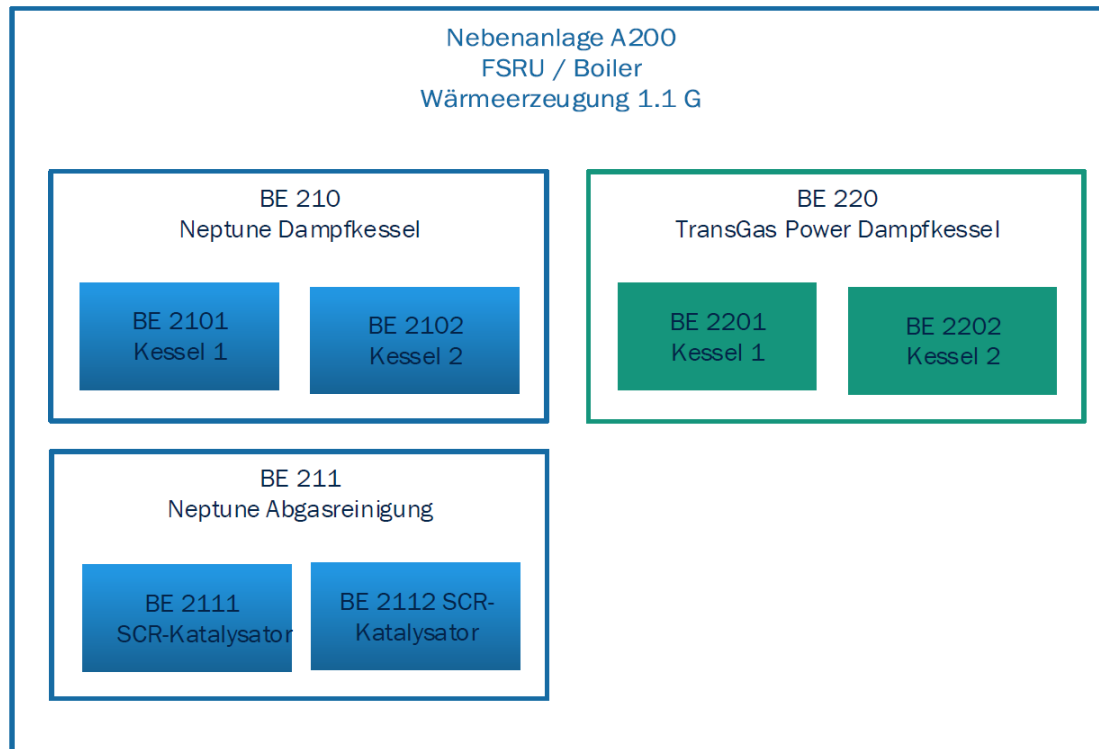 Nebenanlage A200
FSRU / Boiler
Wärmeerzeugung 1.1 G
BE 210
Neptune Dampfkessel
BE 2101
Kessel 1
BE 2102
Kessel 2
BE 220
TransGas Power Dampfkessel
BE 2201
Kessel 1
BE 2202
Kessel 2
BE 211
Neptune Abgasreinigung
BE 2111
SCR-Katalysator
BE 2112 SCR-
Katalysator